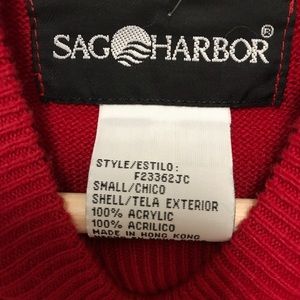 SAG HARBOR®
STYLE/ESTILO:
F23362JC
SMALL/CHICO
SHELL/TELA EXTERIOR
100% ACRYLIC
100% ACRILICO
MADE IN HONG KONG